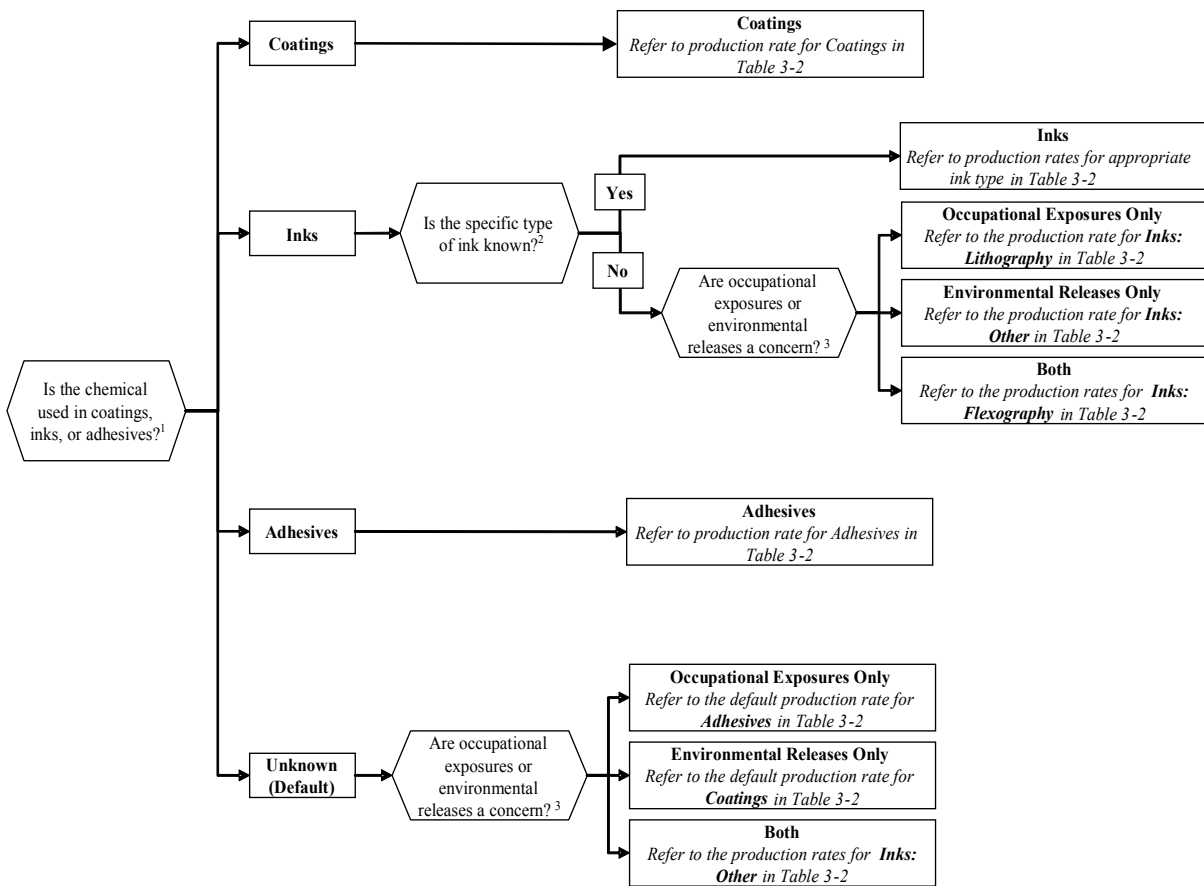 Coatings
Coatings
Refer to production rate for Coatings in
Table 3-2
Inks
Is the specific type
of ink known?2
Yes
No
Inks
Refer to production rates for appropriate
ink type in Table 3-2
Are occupational
exposures or
environmental
releases a concern? 3
Occupational Exposures Only
Refer to the production rate for Inks:
Lithography in Table 3-2
Environmental Releases Only
Refer to the production rate for Inks:
Other in Table 3-2
Both
Refer to the production rates for Inks:
Flexography in Table 3-2
Is the chemical
used in coatings,
inks, or adhesives?1
Adhesives
Adhesives
Refer to production rate for Adhesives in
Table 3-2
Unknown
(Default)
Are occupational
exposures or
environmental
releases a concern? 3
Occupational Exposures Only
Refer to the default production rate for
Adhesives in Table 3-2
Environmental Releases Only
Refer to the default production rate for
Coatings in Table 3-2
Both
Refer to the production rates for Inks:
Other in Table 3-2